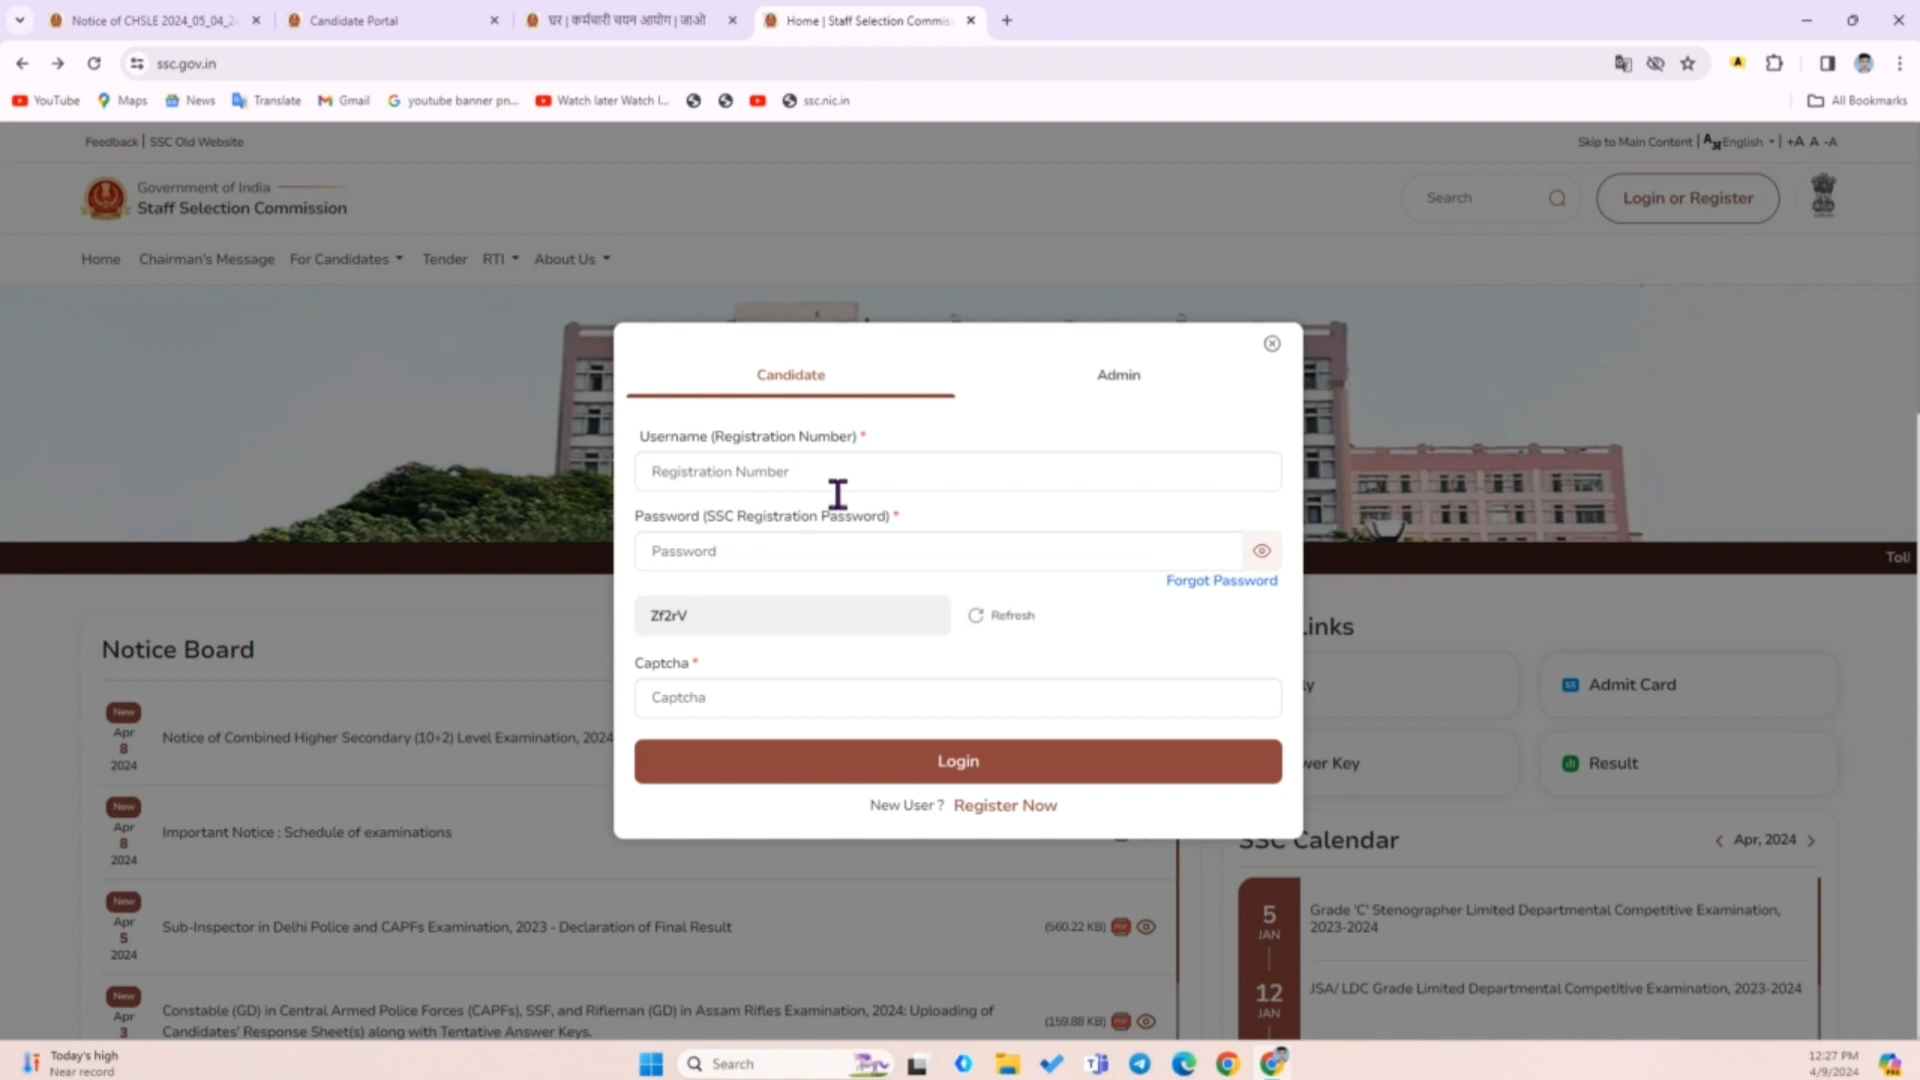 Notice of CHSLE 2024_05_04_2
Candidate Portal
घर | कर्मचारी चयन आयोग | जाओ
Home | Staff Selection Commis
ssc.gov.in
YouTube
Maps
News
Translate
Gmail
youtube banner pn...
Watch later Watch l...
ssc.nic.in
All Bookmarks
Feedback | SSC Old Website
Skip to Main Content | English | +A A -A
Government of India
Staff Selection Commission
Search
Login or Register
Home
Chairman's Message
For Candidates
Tender
RTI
About Us
Candidate
Admin
Username (Registration Number) *
Registration Number
Password (SSC Registration Password) *
Password
Forgot Password
Zf2rV
Refresh
Captcha *
Captcha
Login
New User ? Register Now
Toll
Notice Board
New
Apr
8
2024
Notice of Combined Higher Secondary (10+2) Level Examination, 2024
New
Apr
8
2024
Important Notice : Schedule of examinations
New
Apr
5
2024
Sub-Inspector in Delhi Police and CAPFs Examination, 2023 - Declaration of Final Result
(560.22 KB)
New
Apr
3
Constable (GD) in Central Armed Police Forces (CAPFs), SSF, and Rifleman (GD) in Assam Rifles Examination, 2024: Uploading of
Candidates' Response Sheet(s) along with Tentative Answer Keys.
(159.88 KB)
Links
ly
Admit Card
wer Key
Result
SSC Calendar
Apr, 2024
5
JAN
Grade 'C' Stenographer Limited Departmental Competitive Examination,
2023-2024
12
JAN
JSA/ LDC Grade Limited Departmental Competitive Examination, 2023-2024
Today's high
Near record
Search
12:27 PM
4/9/2024